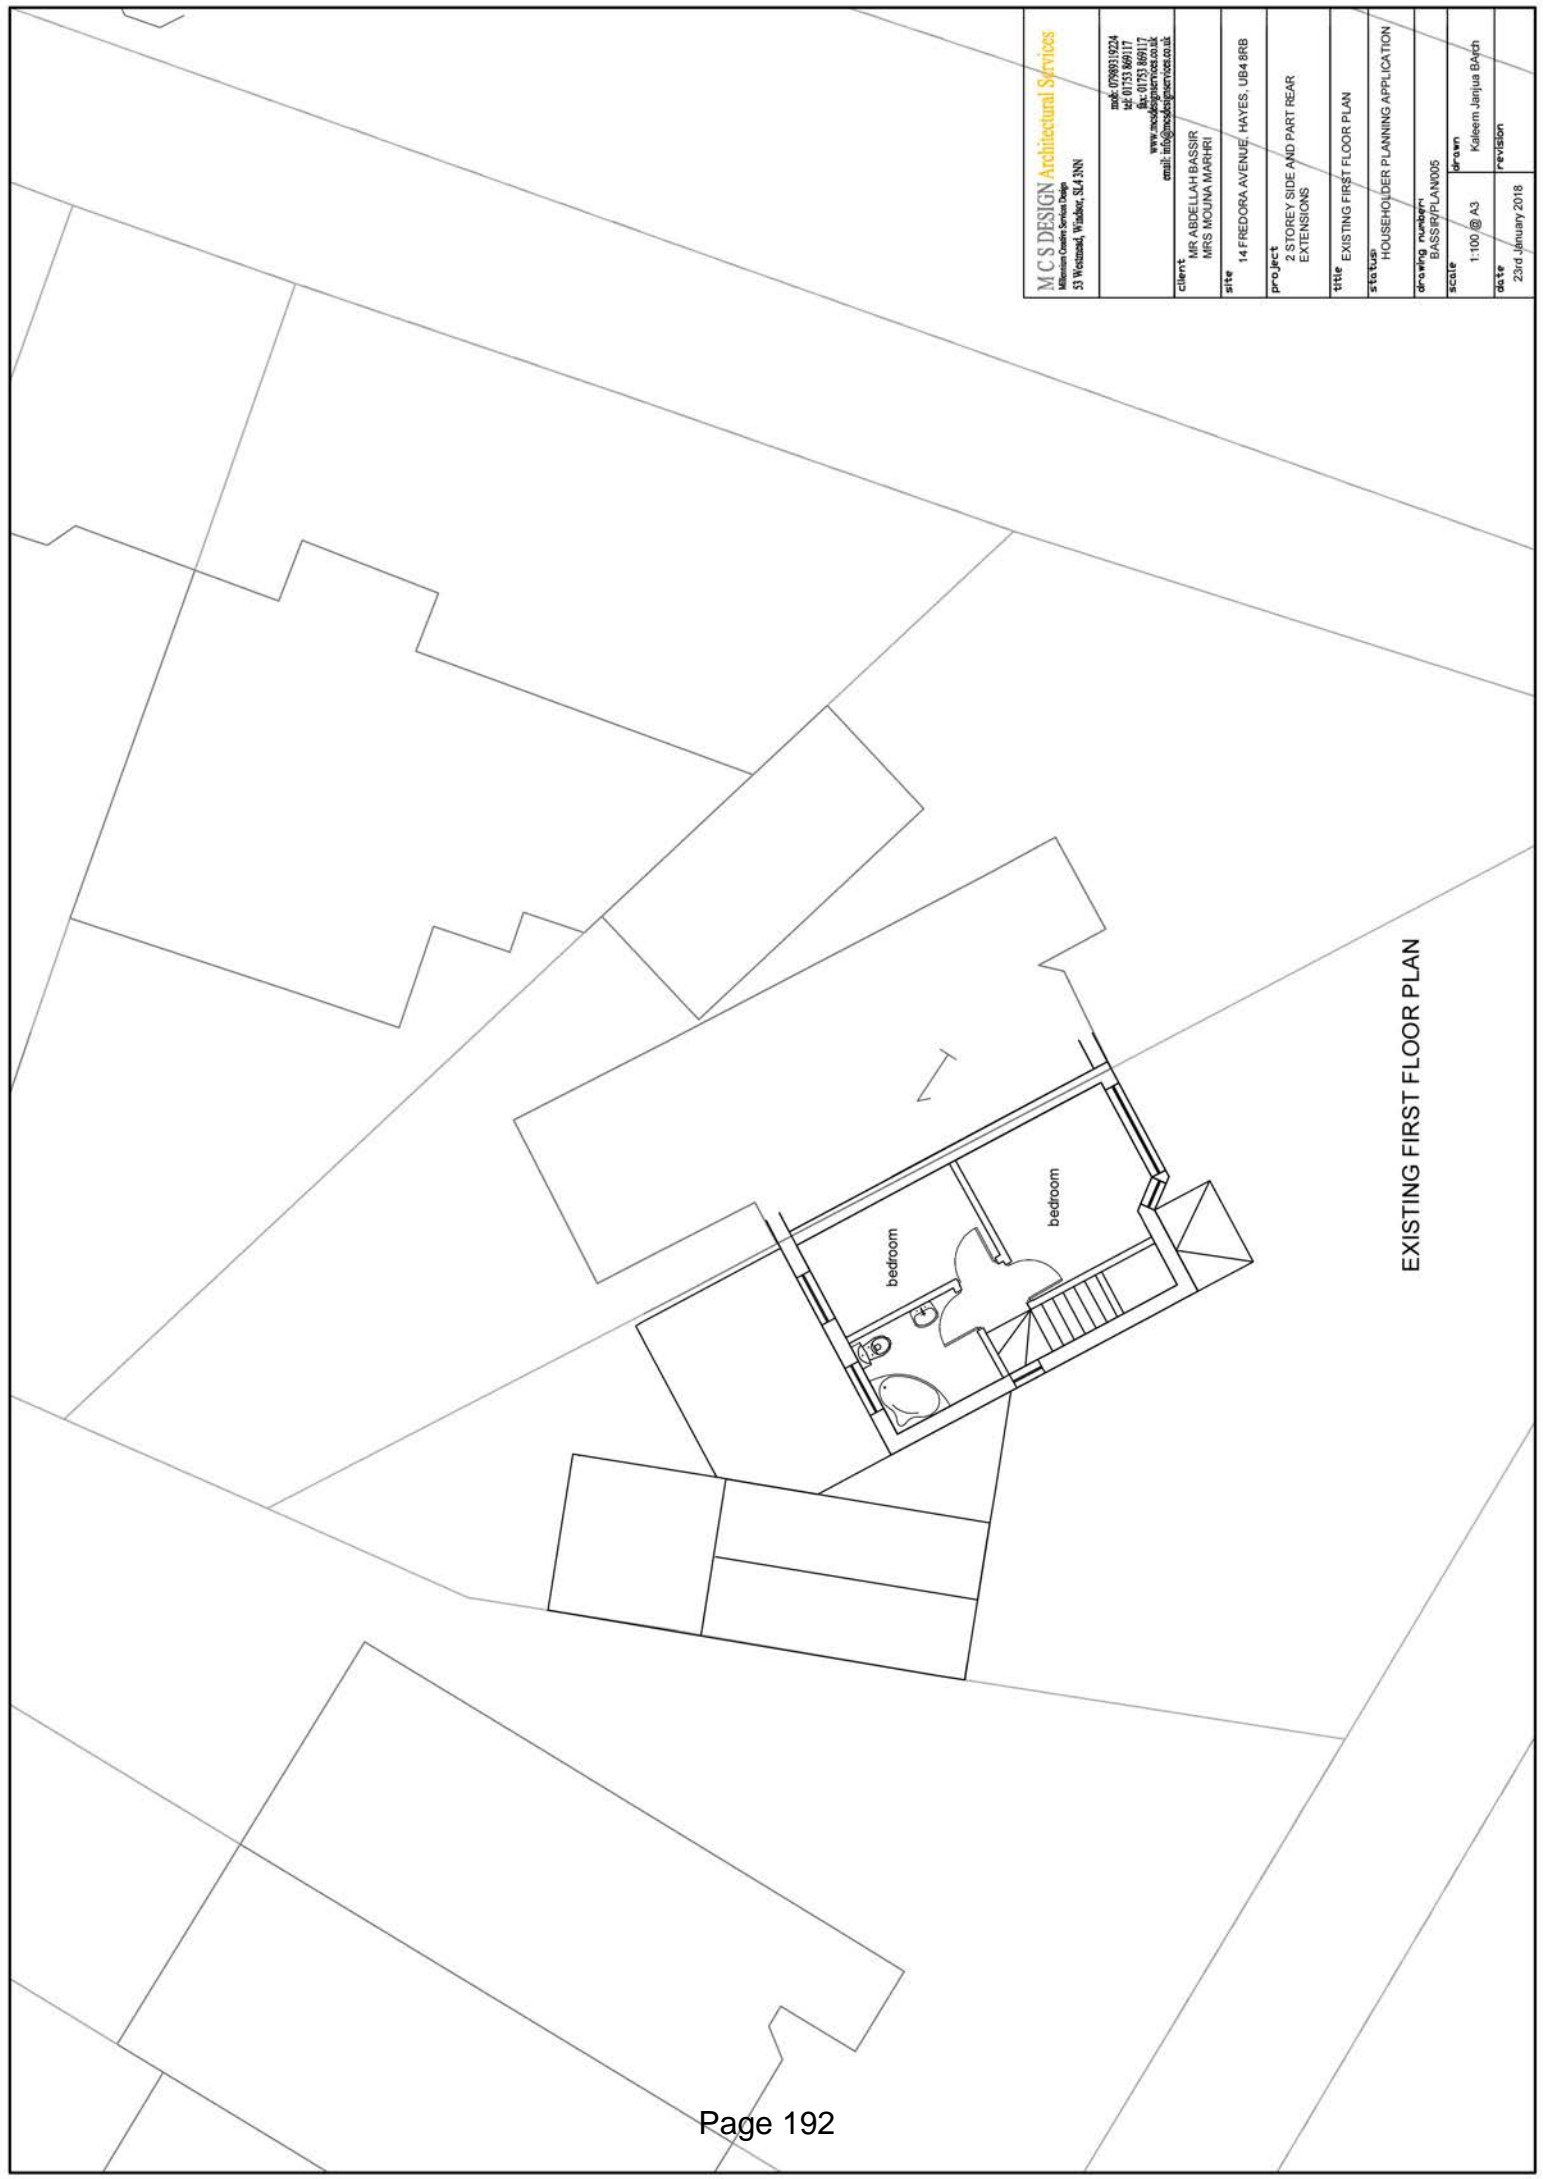 M C S DESIGN Architectural Services
Millennium Creative Services Design
53 Westmead, Windsor, SL4 3NN
mob: 07989319224
tel: 01753 869117
fax: 01753 869117
www.mcsdesignservices.co.uk
email: info@mcsdesignservices.co.uk
client
MR ABDELLAH BASSIR
MRS MOUNA MARHRI
site
14 FREDORA AVENUE, HAYES, UB4 8RB
project
2 STOREY SIDE AND PART REAR
EXTENSIONS
title
EXISTING FIRST FLOOR PLAN
status:
HOUSEHOLDER PLANNING APPLICATION
drawing number:
BASSIR/PLAN/005
scale
1:100 @ A3
drawn
Kaleem Janjua BArch
date
23rd January 2018
revision
bedroom
bedroom
EXISTING FIRST FLOOR PLAN
Page 192